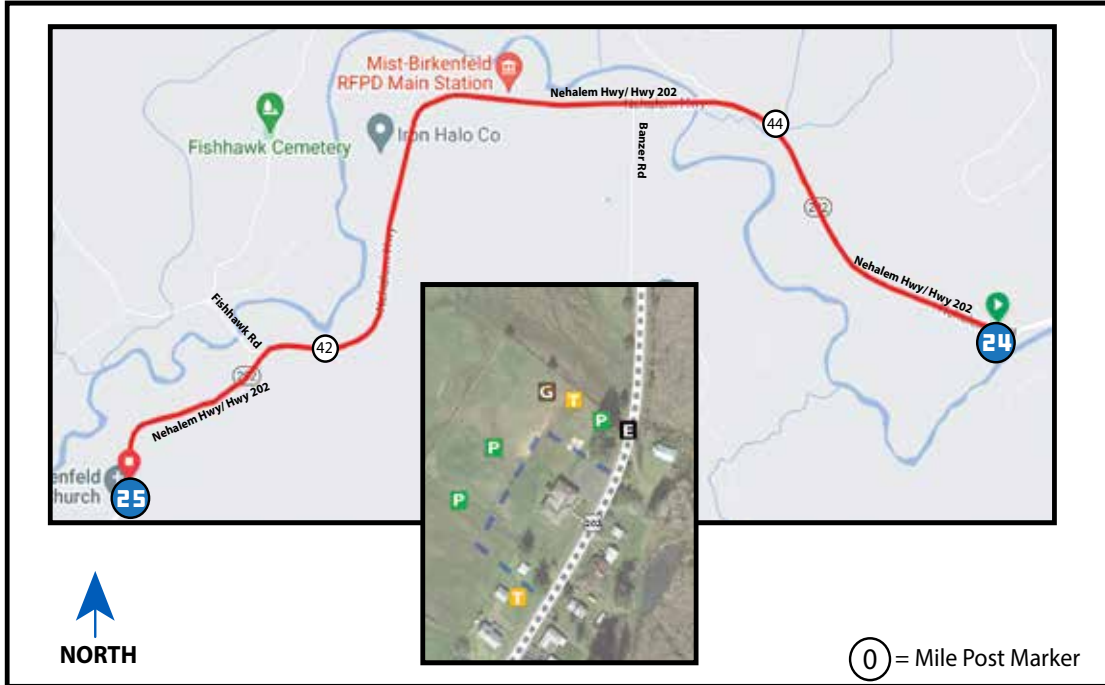 Mist-Birkenfeld
RFPD Main Station
Nehalem Hwy/ Hwy 202
Banzer Rd
44
Fishhawk Cemetery
Iron Halo Co
Nehalem Hwy/ Hwy 202
24
Fishhawk Rd
42
Nehalem Hwy/ Hwy 202
enfeld
hurch
25
G
T
P
E
P
P
202
T
NORTH
0 = Mile Post Marker